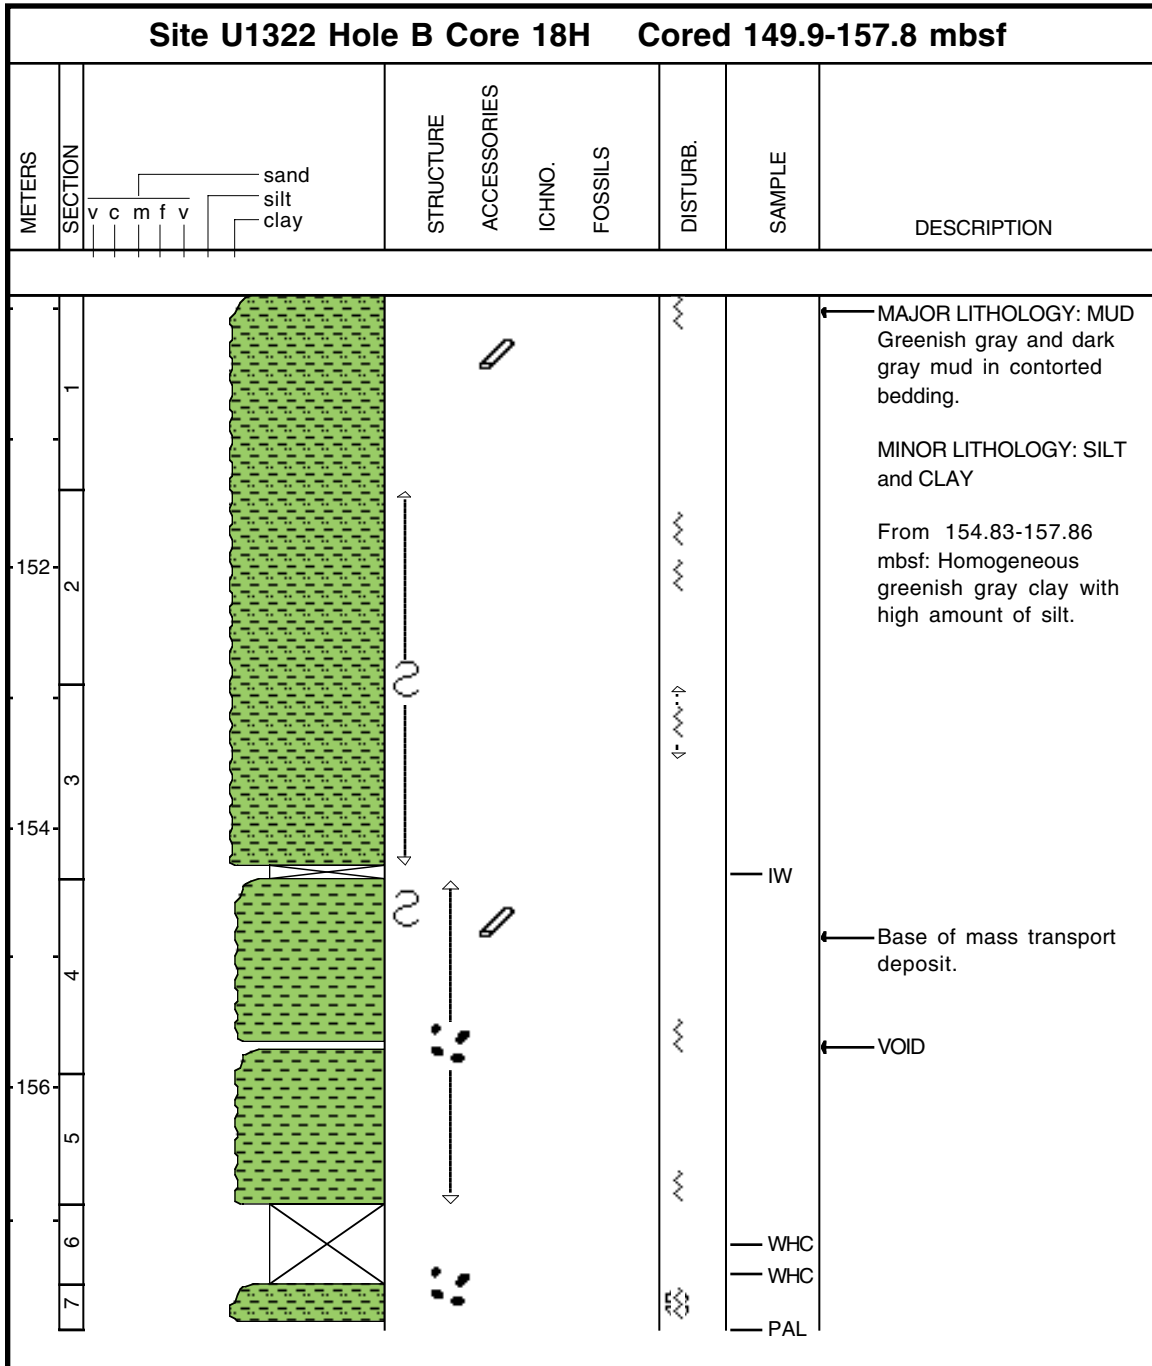 Site U1322 Hole B Core 18H Cored 149.9-157.8 mbsf
METERS
SECTION
v c m f v
sand
silt
clay
STRUCTURE
ACCESSORIES
ICHNO.
FOSSILS
DISTURB.
SAMPLE
DESCRIPTION
1
2
3
4
5
6
7
152
154
156
IW
WHC
WHC
PAL
MAJOR LITHOLOGY: MUD
Greenish gray and dark
gray mud in contorted
bedding.
MINOR LITHOLOGY: SILT
and CLAY
From 154.83-157.86
mbsf: Homogeneous
greenish gray clay with
high amount of silt.
Base of mass transport
deposit.
VOID